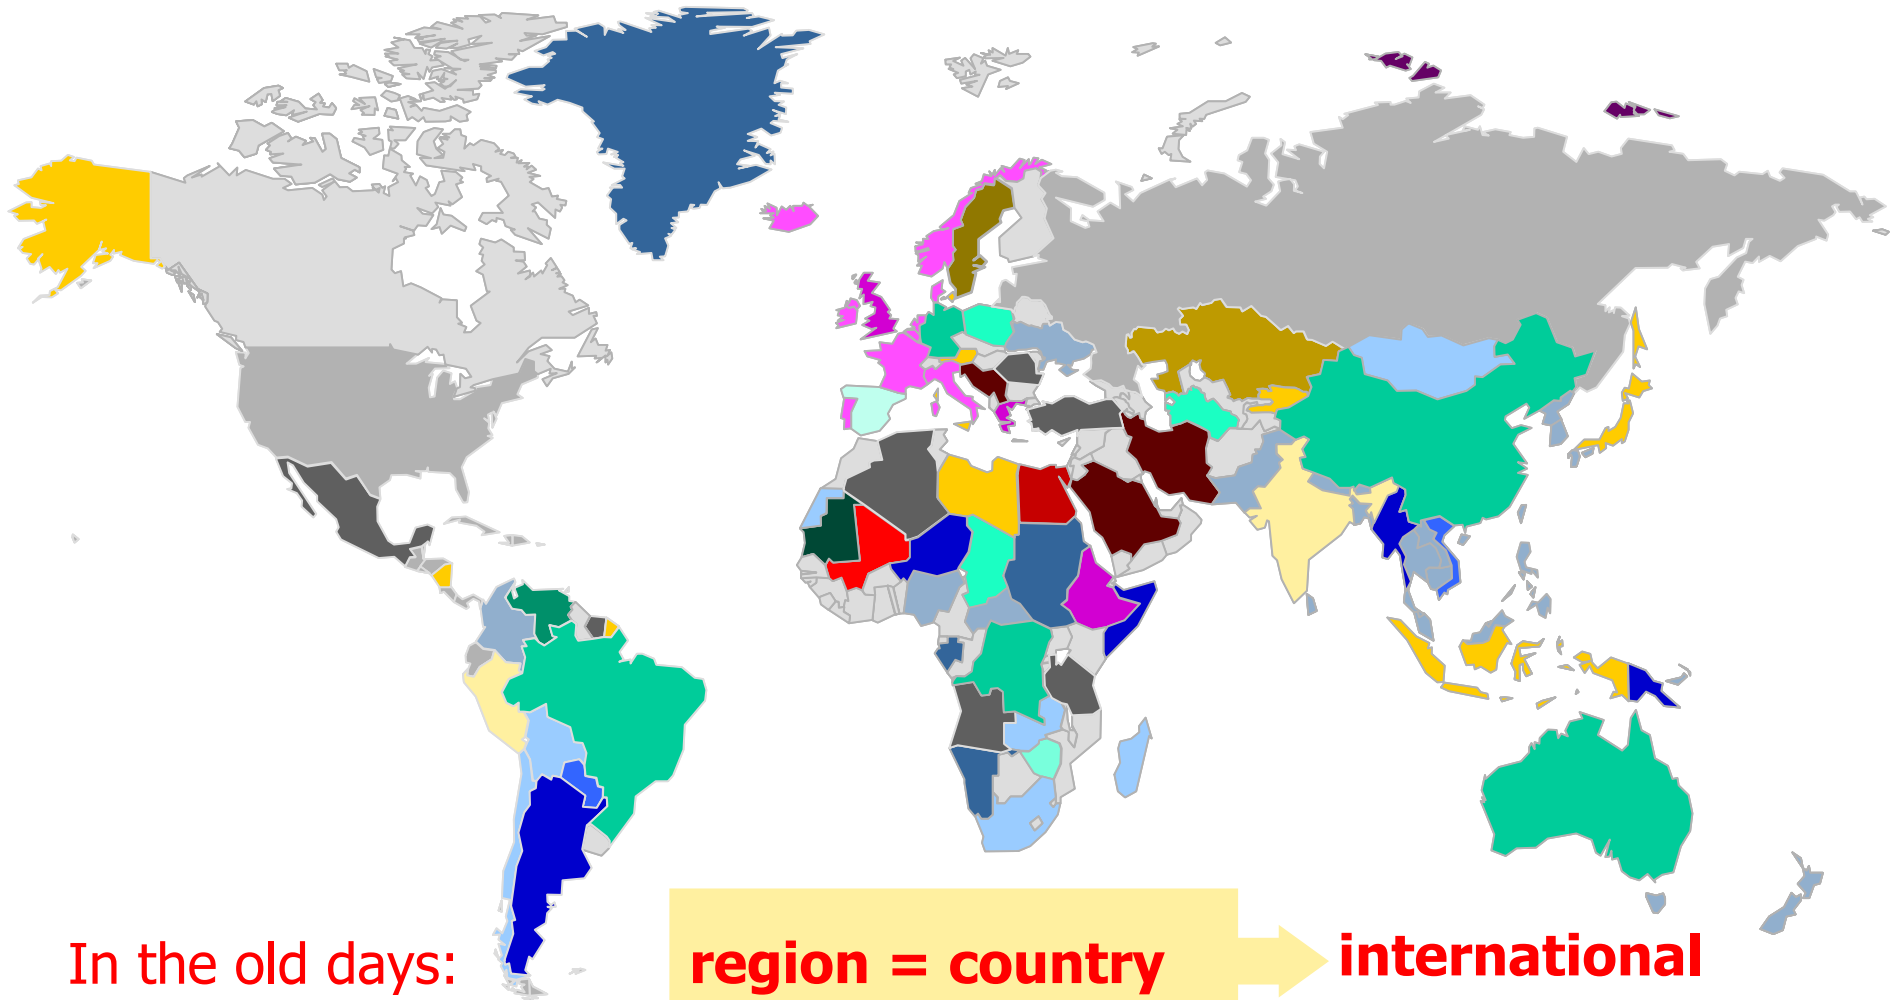 In the old days: region = country international